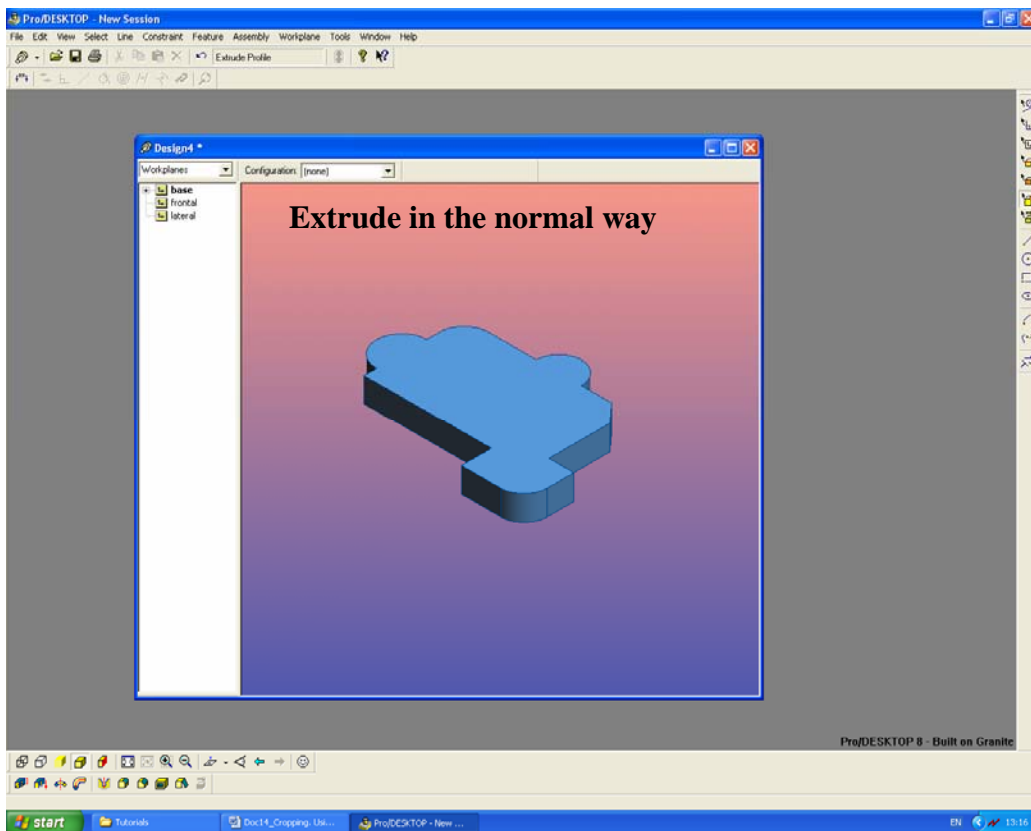 Pro/DESKTOP - New Session
File Edit View Select Line Constraint Feature Assembly Workplane Tools Window Help
Extrude Profile
Design4 *
Workplanes
Configuration: (none)
base
frontal
lateral
Extrude in the normal way
Pro/DESKTOP 8 - Built on Granite
start
Tutorials
Doc14_Cropping. Usi...
Pro/DESKTOP - New ...
EN
13:16